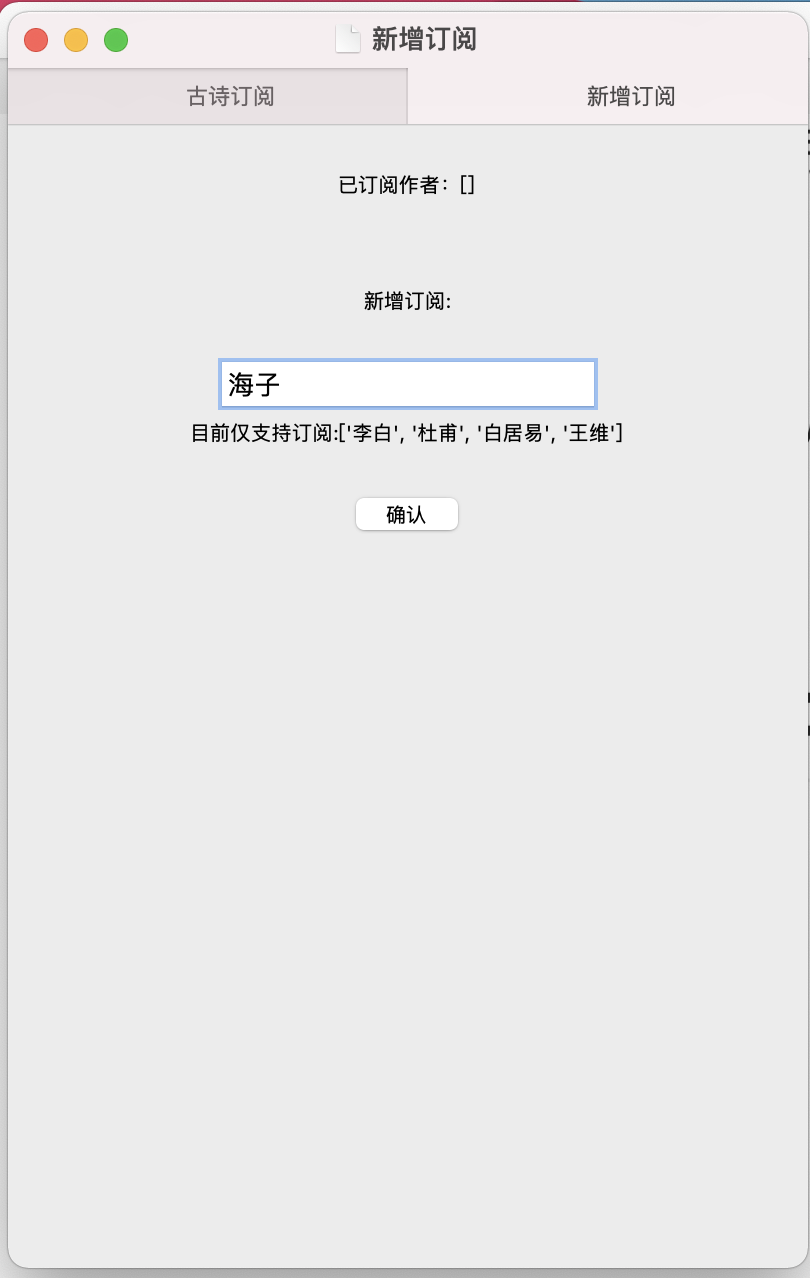 新增订阅
古诗订阅
新增订阅
已订阅作者：[]
新增订阅:
海子
目前仅支持订阅:['李白', '杜甫', '白居易', '王维']
确认